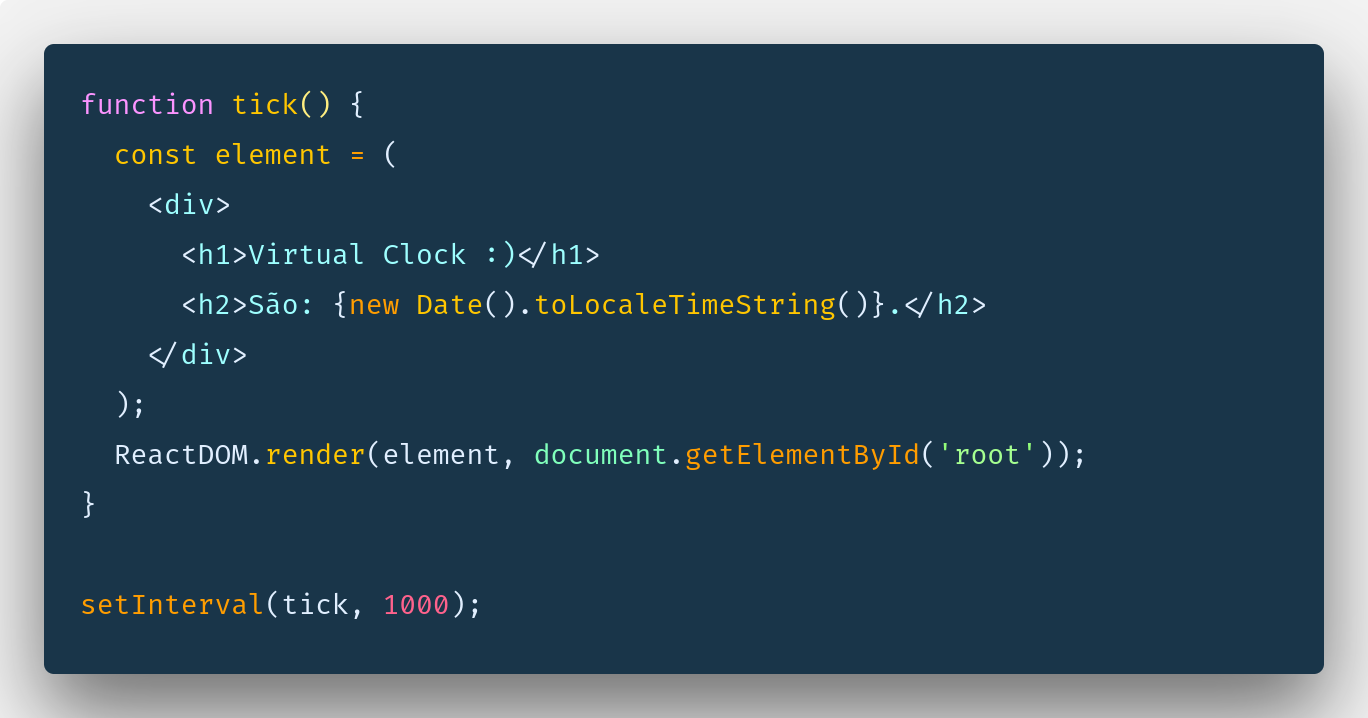 function tick() {
  const element = (
    <div>
      <h1>Virtual Clock :)</h1>
      <h2>São: {new Date().toLocaleTimeString()}.</h2>
    </div>
  );
  ReactDOM.render(element, document.getElementById('root'));
}
setInterval(tick, 1000);